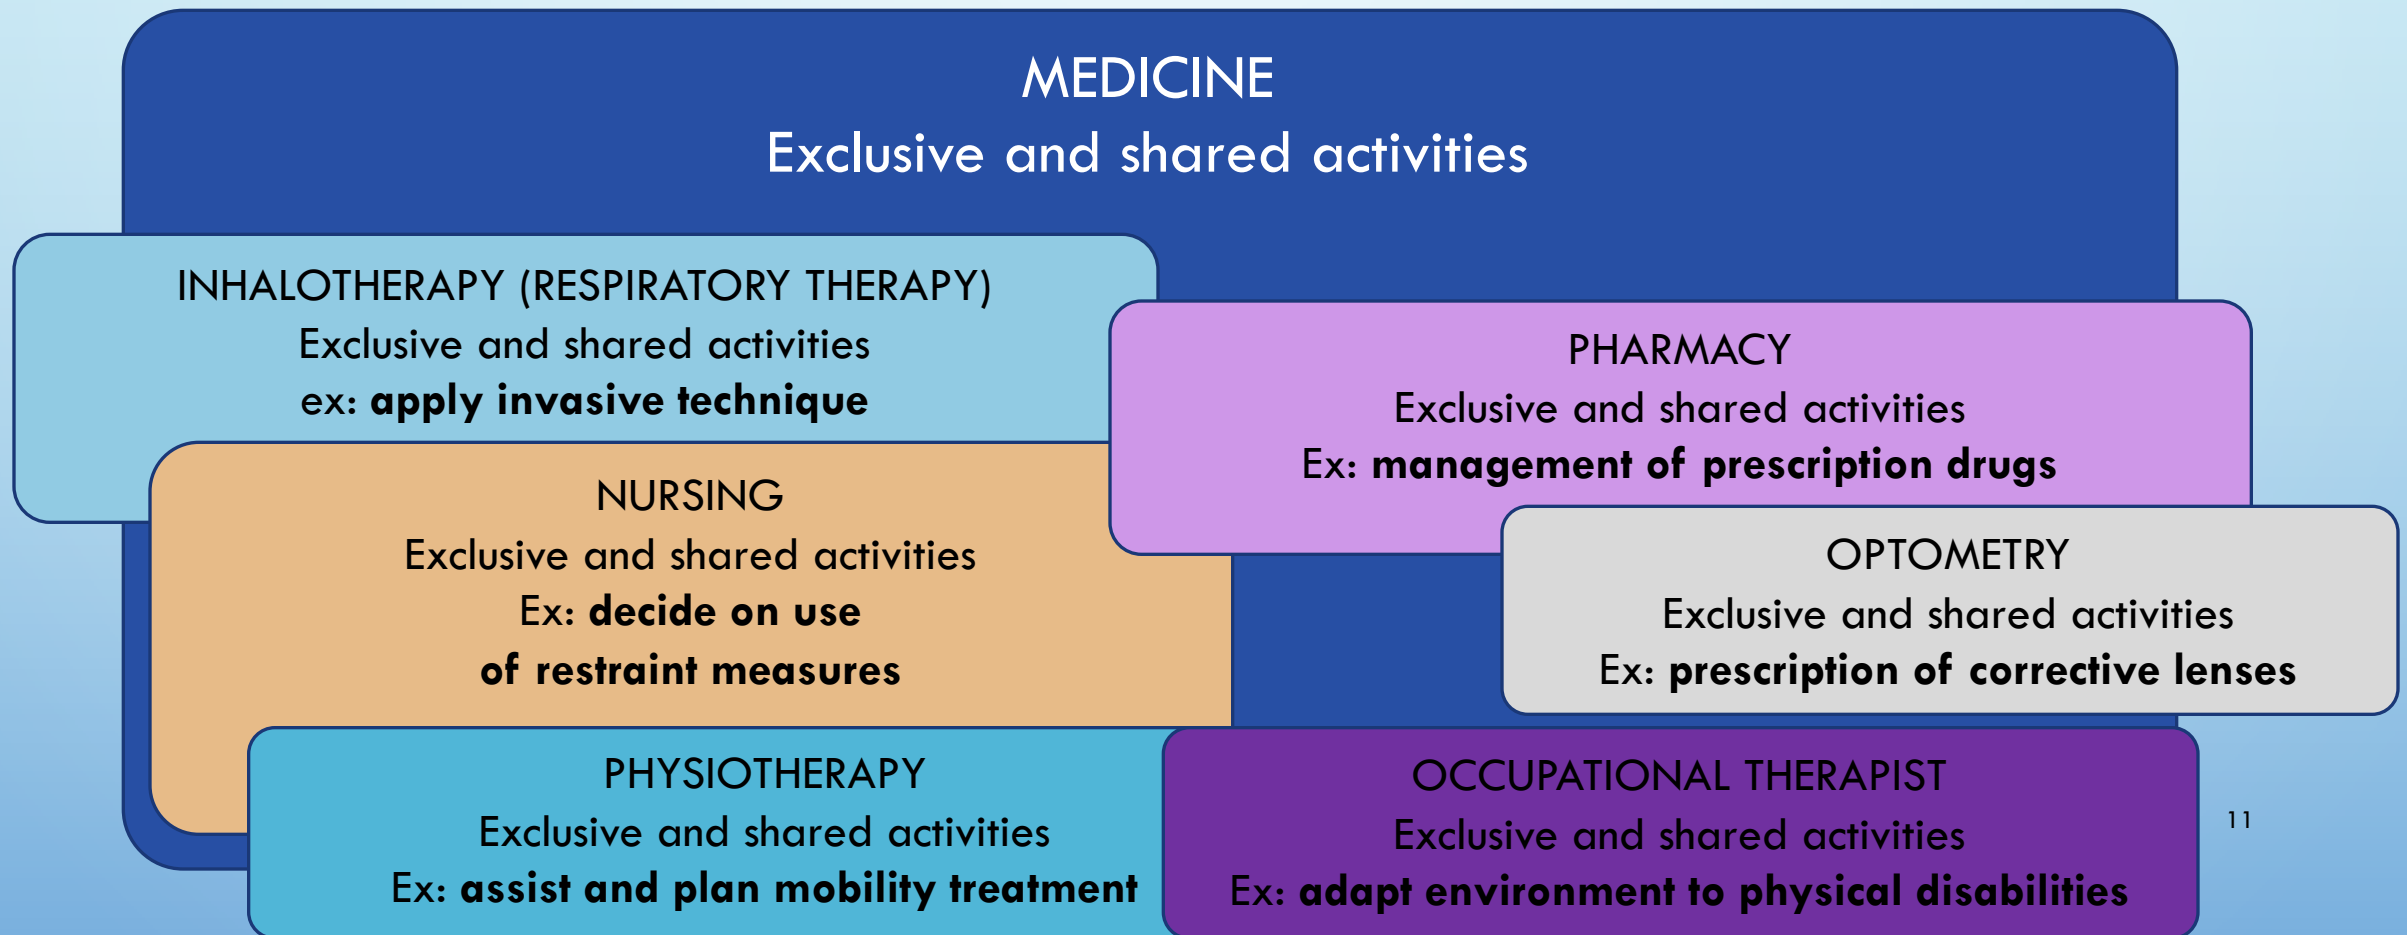 MEDICINE
Exclusive and shared activities
INHALOTHERAPY (RESPIRATORY THERAPY)
Exclusive and shared activities
ex: apply invasive technique
PHARMACY
Exclusive and shared activities
Ex: management of prescription drugs
NURSING
Exclusive and shared activities
Ex: decide on use
of restraint measures
OPTOMETRY
Exclusive and shared activities
Ex: prescription of corrective lenses
PHYSIOTHERAPY
Exclusive and shared activities
Ex: assist and plan mobility treatment
OCCUPATIONAL THERAPIST
Exclusive and shared activities
Ex: adapt environment to physical disabilities
11